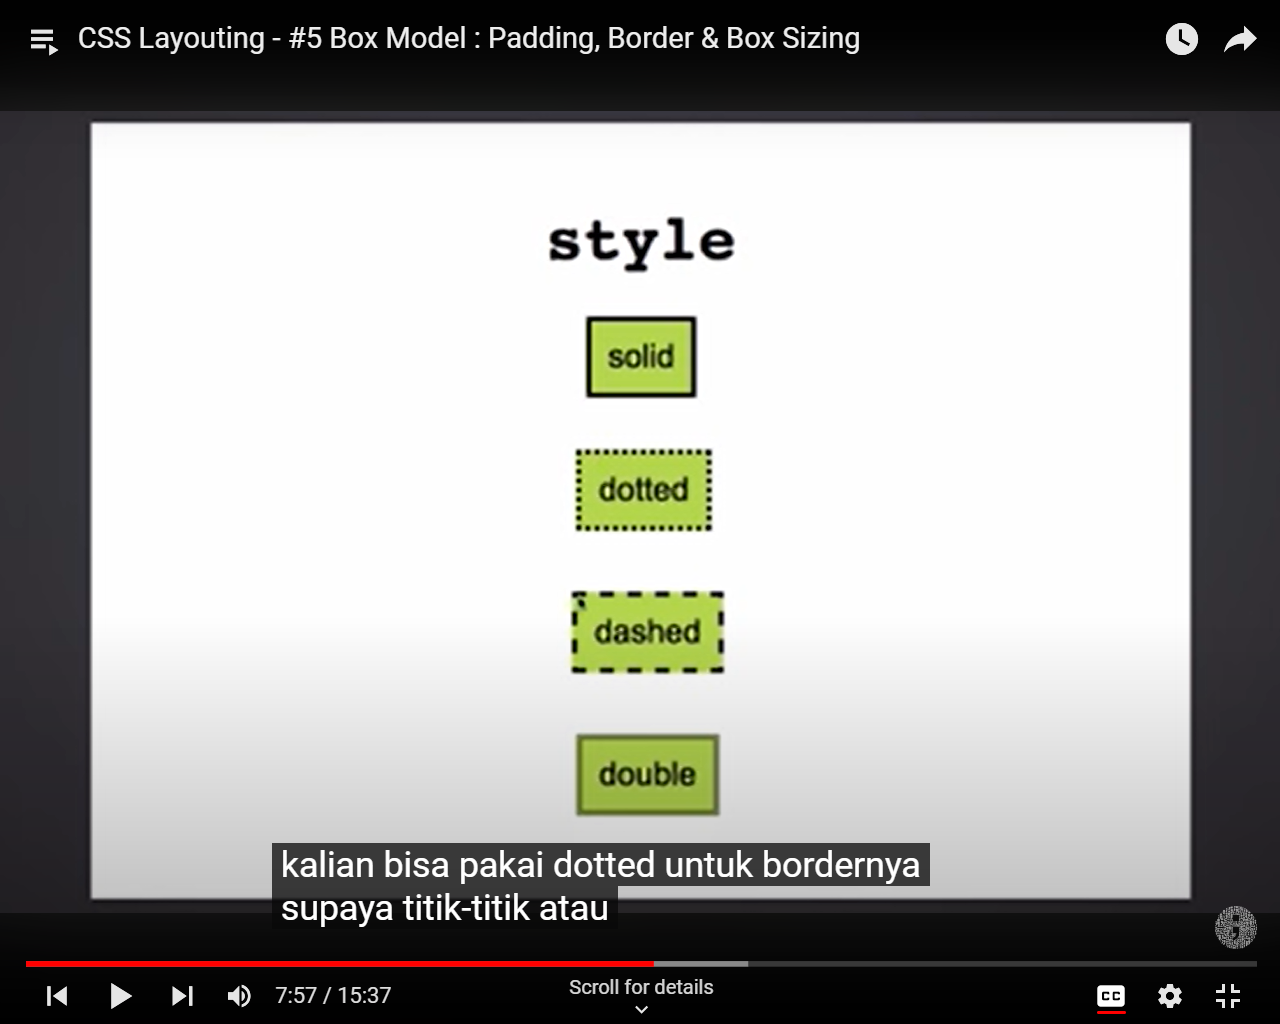 CSS Layouting - #5 Box Model : Padding, Border & Box Sizing
style
solid
dotted
dashed
double
kalian bisa pakai dotted untuk bordernya
supaya titik-titik atau
7:57 / 15:37
Scroll for details
CC